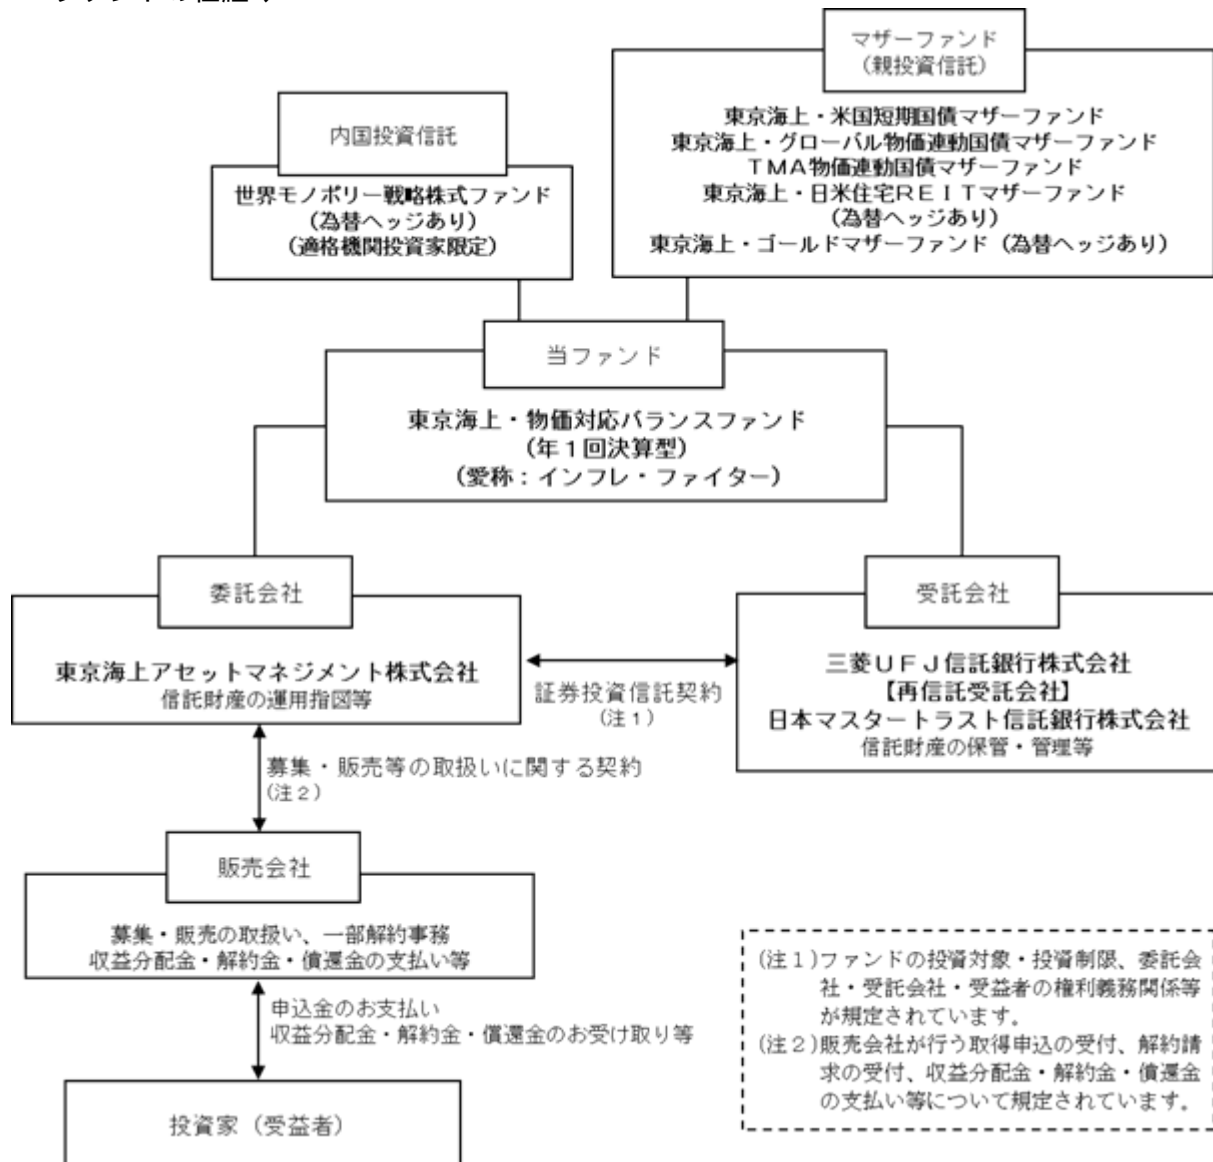 マザーファンド
(親投資信託)
東京海上・米国短期国債マザーファンド
東京海上・グローバル物価連動国債マザーファンド
TMA物価連動国債マザーファンド
東京海上・日米住宅REITマザーファンド
(為替ヘッジあり)
東京海上・ゴールドマザーファンド(為替ヘッジあり)
内国投資信託
世界モノポリー戦略株式ファンド
(為替ヘッジあり)
(適格機関投資家限定)
当ファンド
東京海上・物価対応バランスファンド
(年1回決算型)
(愛称:インフレ・ファイター)
委託会社
東京海上アセットマネジメント株式会社
信託財産の運用指図等
証券投資信託契約
(注1)
受託会社
三菱UFJ信託銀行株式会社
【再信託受託会社】
日本マスタートラスト信託銀行株式会社
信託財産の保管・管理等
募集・販売等の取扱いに関する契約
(注2)
販売会社
募集・販売の取扱い、一部解約事務
収益分配金・解約金・償還金の支払い等
申込金のお支払い
収益分配金・解約金・償還金のお受け取り等
投資家(受益者)
(注1)ファンドの投資対象・投資制限、委託会
社・受託会社・受益者の権利義務関係等
が規定されています。
(注2)販売会社が行う取得申込の受付、解約請
求の受付、収益分配金・解約金・償還金
の支払い等について規定されています。